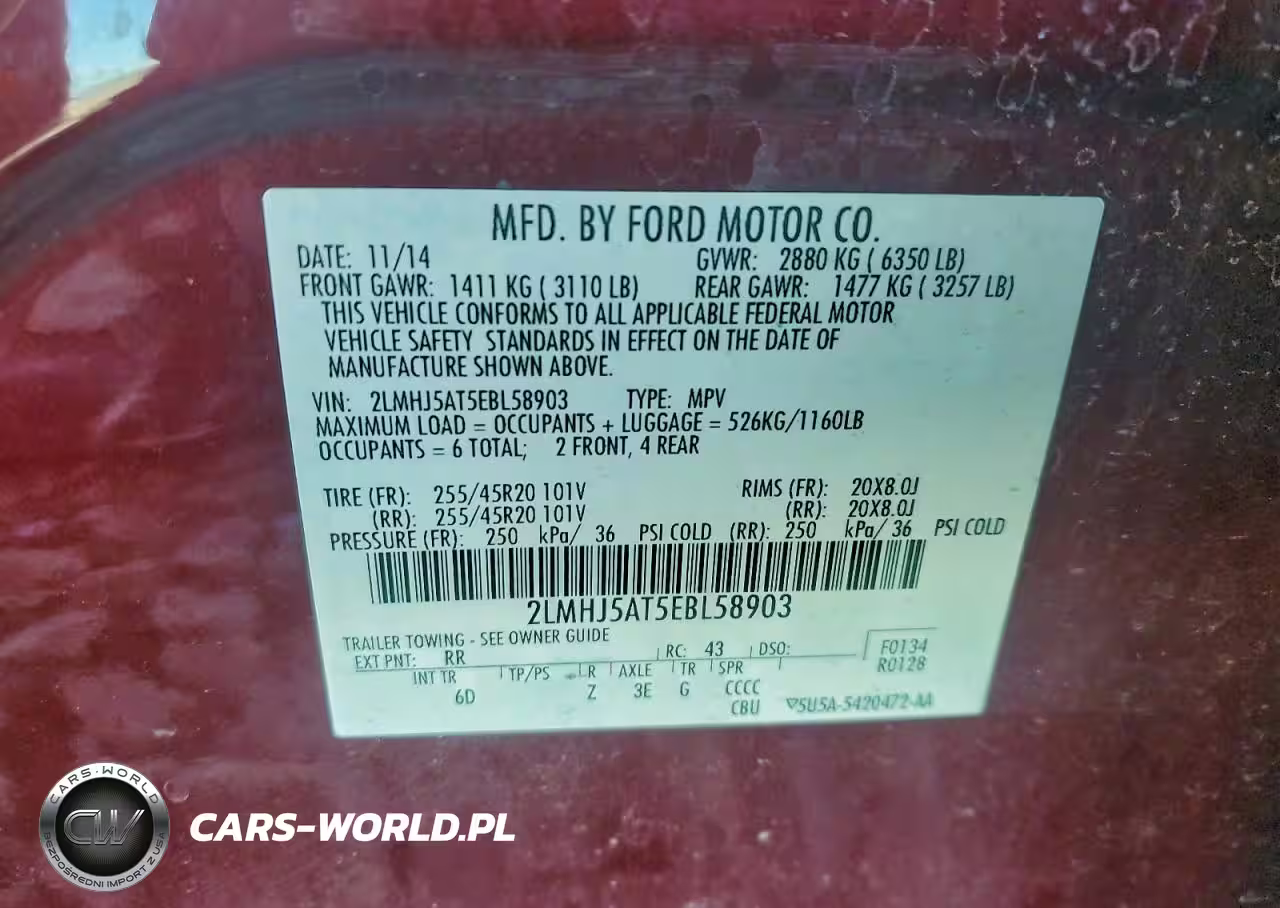 MFD. BY FORD MOTOR CO.
DATE: 11/14 GVWR: 2880 KG ( 6350 LB)
FRONT GAWR: 1411 KG ( 3110 LB) REAR GAWR: 1477 KG ( 3257 LB)
THIS VEHICLE CONFORMS TO ALL APPLICABLE FEDERAL MOTOR
VEHICLE SAFETY STANDARDS IN EFFECT ON THE DATE OF
MANUFACTURE SHOWN ABOVE.
VIN: 2LMHJ5AT5EBL58903 TYPE: MPV
MAXIMUM LOAD = OCCUPANTS + LUGGAGE = 526KG/1160LB
OCCUPANTS = 6 TOTAL; 2 FRONT, 4 REAR
TIRE (FR): 255/45R20 101V RIMS (FR): 20X8.0J
(RR): 255/45R20 101V (RR): 20X8.0J
PRESSURE (FR): 250 kPa/ 36 PSI COLD (RR): 250 kPa/ 36 PSI COLD
2LMHJ5AT5EBL58903
TRAILER TOWING - SEE OWNER GUIDE
EXT PNT: RR RC: 43 DSO: F0134
R0128
INT TR TP/PS R AXLE TR SPR
6D Z 3E G CCCC
CBU ▽5U5A-5420472-AA
CARS-WORLD
CW
BEZPOŚREDNI IMPORT Z USA
CARS-WORLD.PL